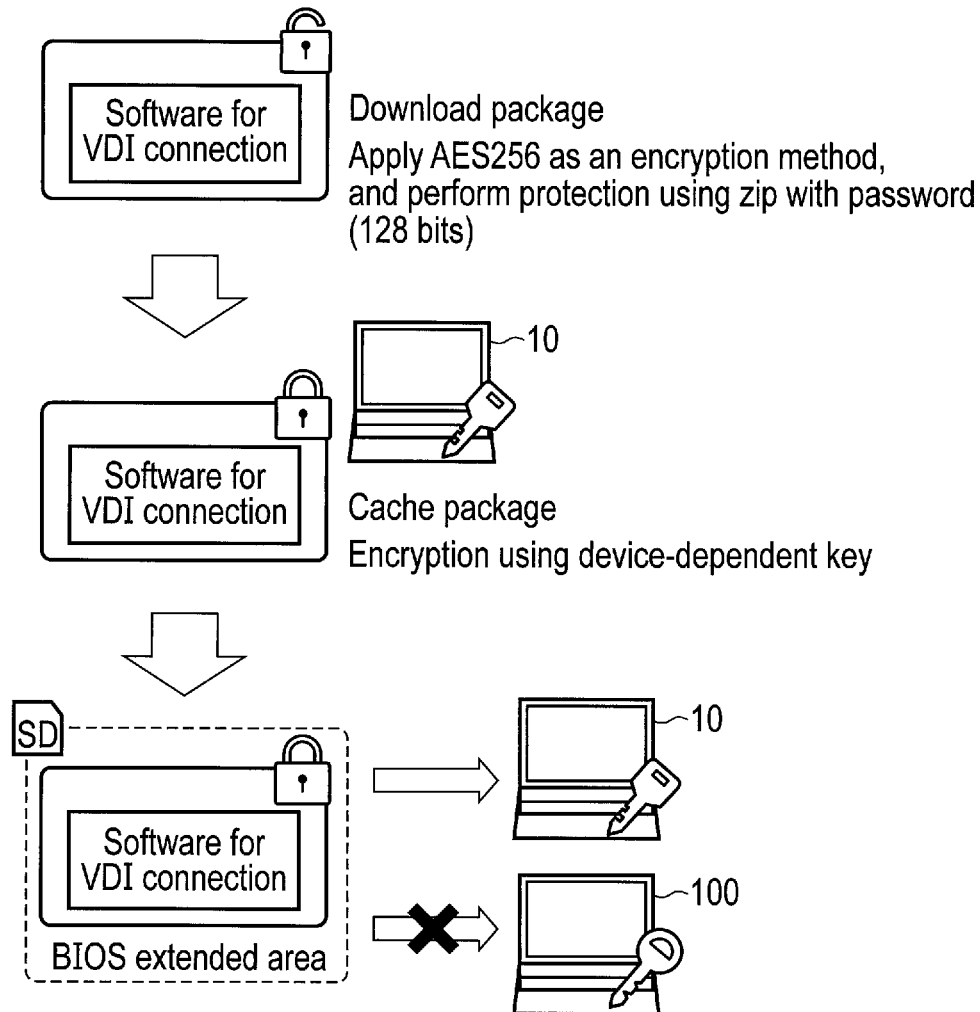 Software for
VDI connection
Download package
Apply AES256 as an encryption method,
and perform protection using zip with password
(128 bits)
10
Software for
VDI connection
Cache package
Encryption using device-dependent key
SD
Software for
VDI connection
BIOS extended area
10
100